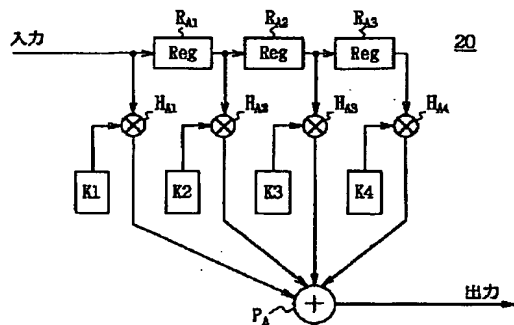 R_A1 R_A2 R_A3
20
入力 Reg Reg Reg
H_A1 H_A2 H_A3 H_A4
K1 K2 K3 K4
P_A + 出力